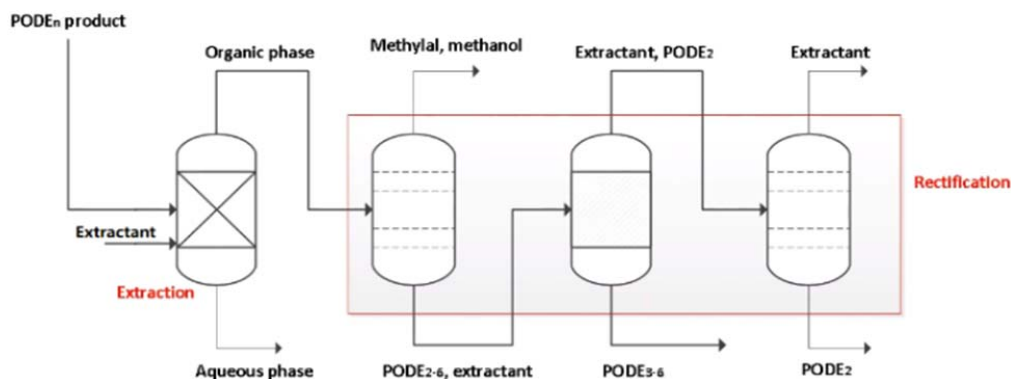 PODEn product
Organic phase
Methylal, methanol
Extractant, PODE2
Extractant
Rectification
Extractant
Extraction
Aqueous phase
PODE2-6, extractant
PODE3-6
PODE2